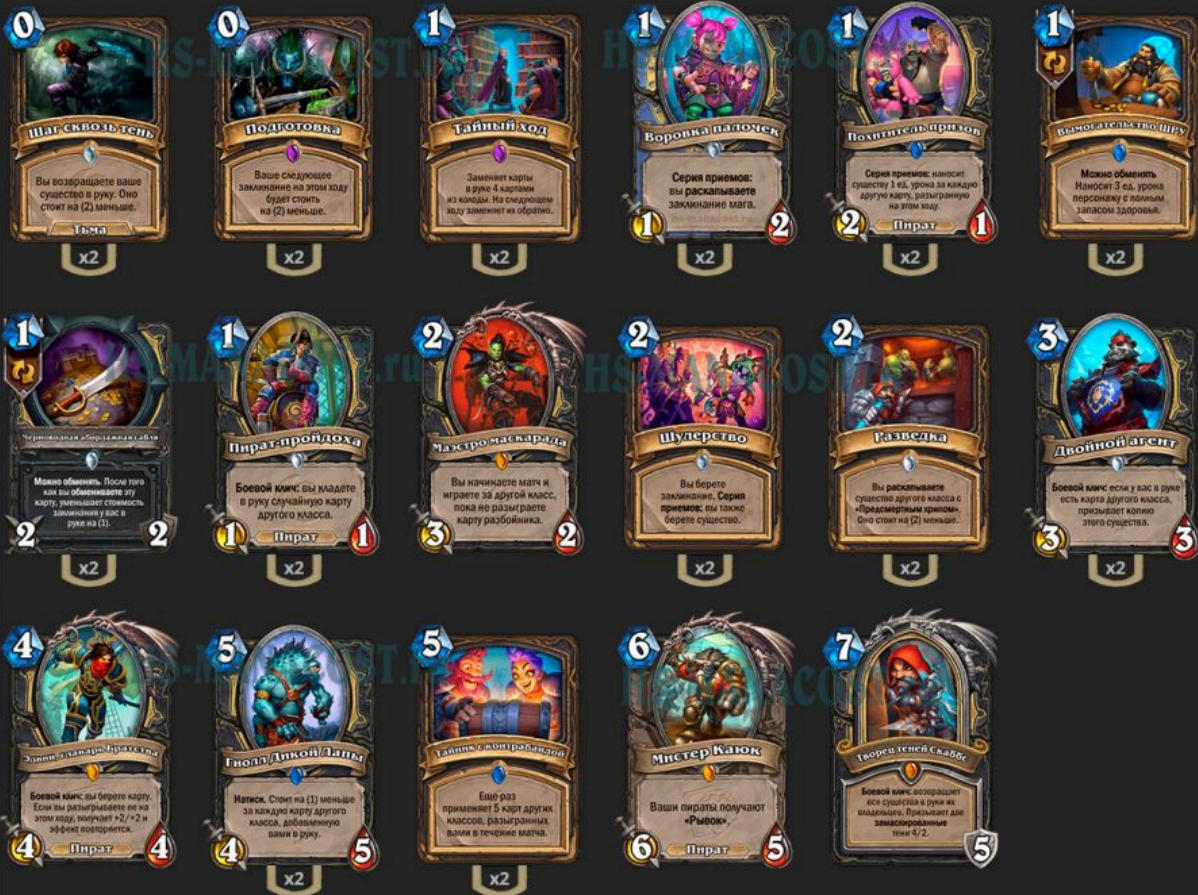 0
Шаг сквозь тень
Вы возвращаете ваше
существо в руку. Оно
стоит на (2) меньше.
Тьма
x2
0
Подготовка
Ваше следующее
заклинание на этом ходу
будет стоить
на (2) меньше.
x2
1
Тайный ход
Заменяет карты
в руке 4 картами
из колоды. На следующем
ходу заменяет их обратно.
x2
1
Воровка палочек
Серия приемов:
вы раскапываете
заклинание мага.
1
2
x2
1
Похититель призов
Серия приемов: наносит
существу 1 ед. урона за каждую
другую карту, разыгранную
на этом ходу.
2
Пират
1
x2
1
Вымогательство ШРУ
Можно обменять
Наносит 3 ед. урона
персонажу с полным
запасом здоровья.
x2
1
Черноводная абордажная сабля
Можно обменять. После того
как вы обмениваете эту
карту, уменьшает стоимость
заклинания у вас в
руке на (1).
2
2
x2
1
Пират-пройдоха
Боевой клич: вы кладете
в руку случайную карту
другого класса.
1
Пират
1
x2
2
Маэстро маскарада
Вы начинаете матч и
играете за другой класс,
пока не разыграете
карту разбойника.
3
2
2
Шулерство
Вы берете
заклинание. Серия
приемов: вы также
берете существо.
x2
2
Разведка
Вы раскапываете
существо другого класса с
«Предсмертным хрипом».
Оно стоит на (2) меньше.
x2
3
Двойной агент
Боевой клич: если у вас в руке
есть карта другого класса,
призывает копию
этого существа.
3
3
x2
4
Эдвин, главарь Братства
Боевой клич: вы берете карту.
Если вы разыгрываете ее на
этом ходу, получает +2/+2 и
эффект повторяется.
4
Пират
4
5
Гнолл Дикой Лапы
Натиск. Стоит на (1) меньше
за каждую карту другого
класса, добавленную
вами в руку.
4
5
x2
5
Тайник с контрабандой
Еще раз
применяет 5 карт других
классов, разыгранных
вами в течение матча.
x2
6
Мистер Каюк
Ваши пираты получают
«Рывок».
6
Пират
5
7
Творец теней Скаббс
Боевой клич: возвращает
все существа в руки их
владельцев. Призывает две
замаскированные
тени 4/2.
5